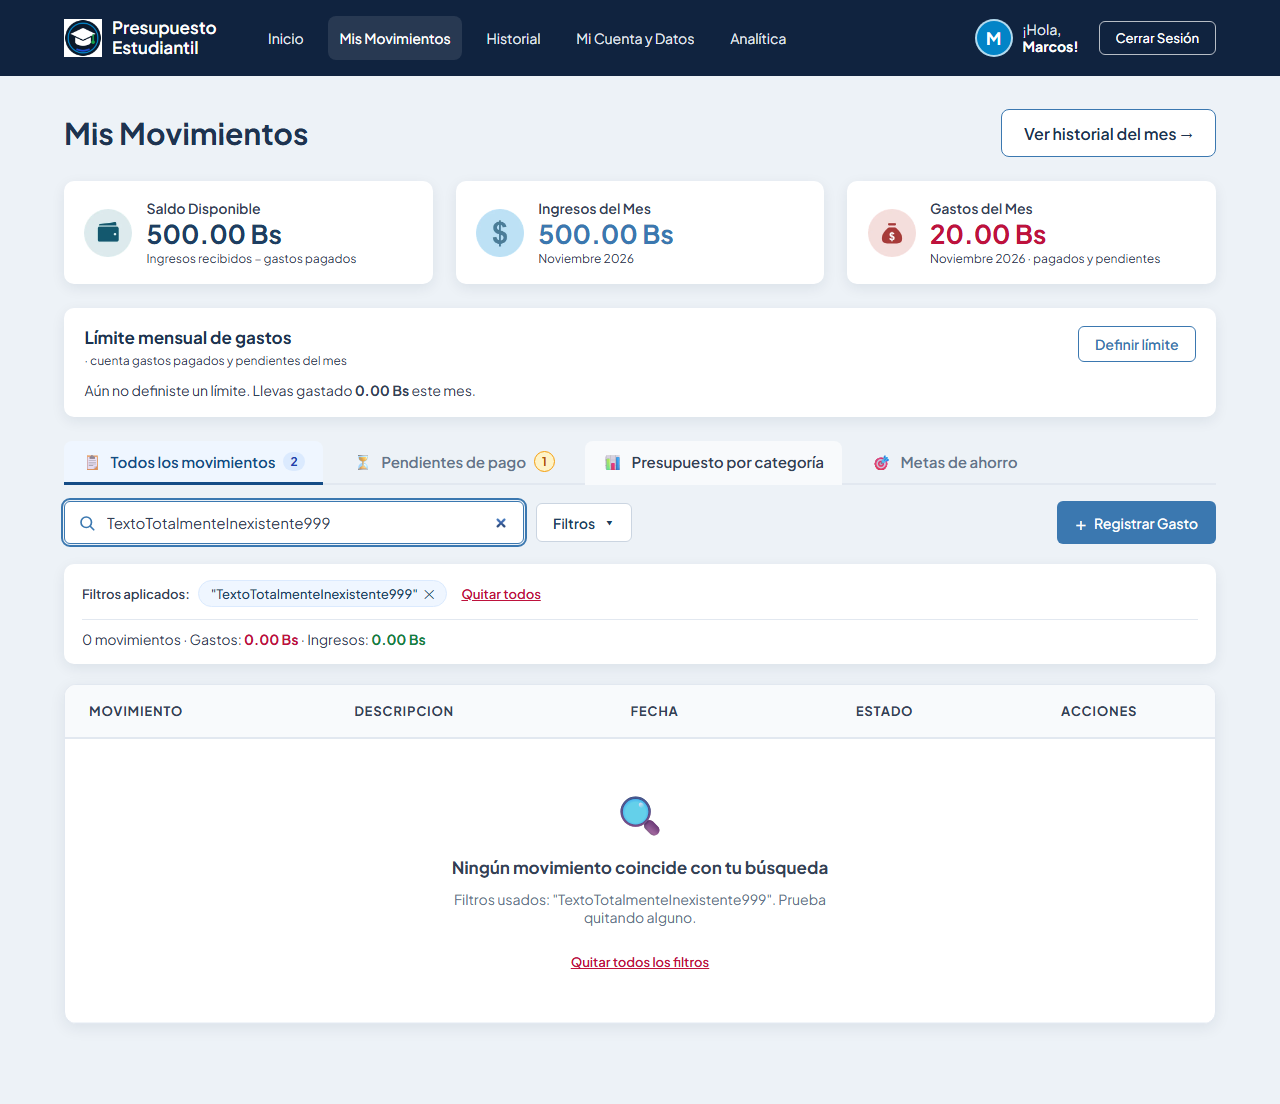 Presupuesto
Estudiantil
Inicio
Mis Movimientos
Historial
Mi Cuenta y Datos
Analítica
M
¡Hola,
Marcos!
Cerrar Sesión
Mis Movimientos
Ver historial del mes →
Saldo Disponible
500.00 Bs
Ingresos recibidos – gastos pagados
Ingresos del Mes
500.00 Bs
Noviembre 2026
Gastos del Mes
20.00 Bs
Noviembre 2026 · pagados y pendientes
Límite mensual de gastos
· cuenta gastos pagados y pendientes del mes
Aún no definiste un límite. Llevas gastado 0.00 Bs este mes.
Definir límite
Todos los movimientos 2
Pendientes de pago 1
Presupuesto por categoría
Metas de ahorro
TextoTotalmenteInexistente999
Filtros ▼
+ Registrar Gasto
Filtros aplicados: "TextoTotalmenteInexistente999" × Quitar todos
0 movimientos · Gastos: 0.00 Bs · Ingresos: 0.00 Bs
MOVIMIENTO DESCRIPCION FECHA ESTADO ACCIONES
Ningún movimiento coincide con tu búsqueda
Filtros usados: "TextoTotalmenteInexistente999". Prueba
quitando alguno.
Quitar todos los filtros